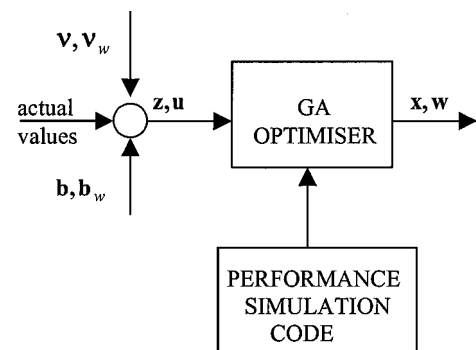 ν, ν_w
actual
values
z, u
b, b_w
GA
OPTIMISER
x, w
PERFORMANCE
SIMULATION
CODE